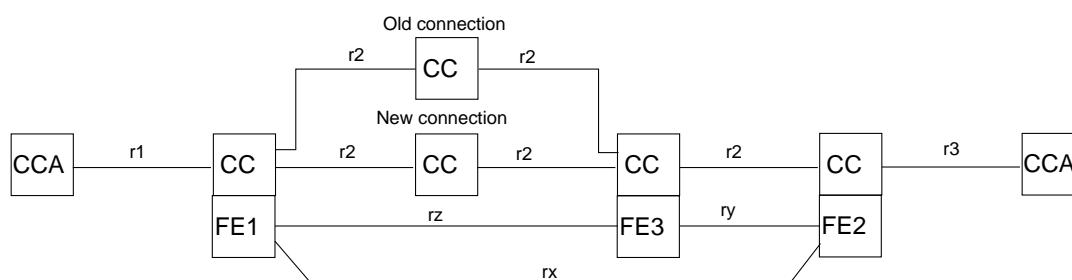 Old connection
r2 CC r2
New connection
CCA r1 CC r2 CC r2 CC r2 CC r3 CCA
FE1 rz FE3 ry FE2
rx